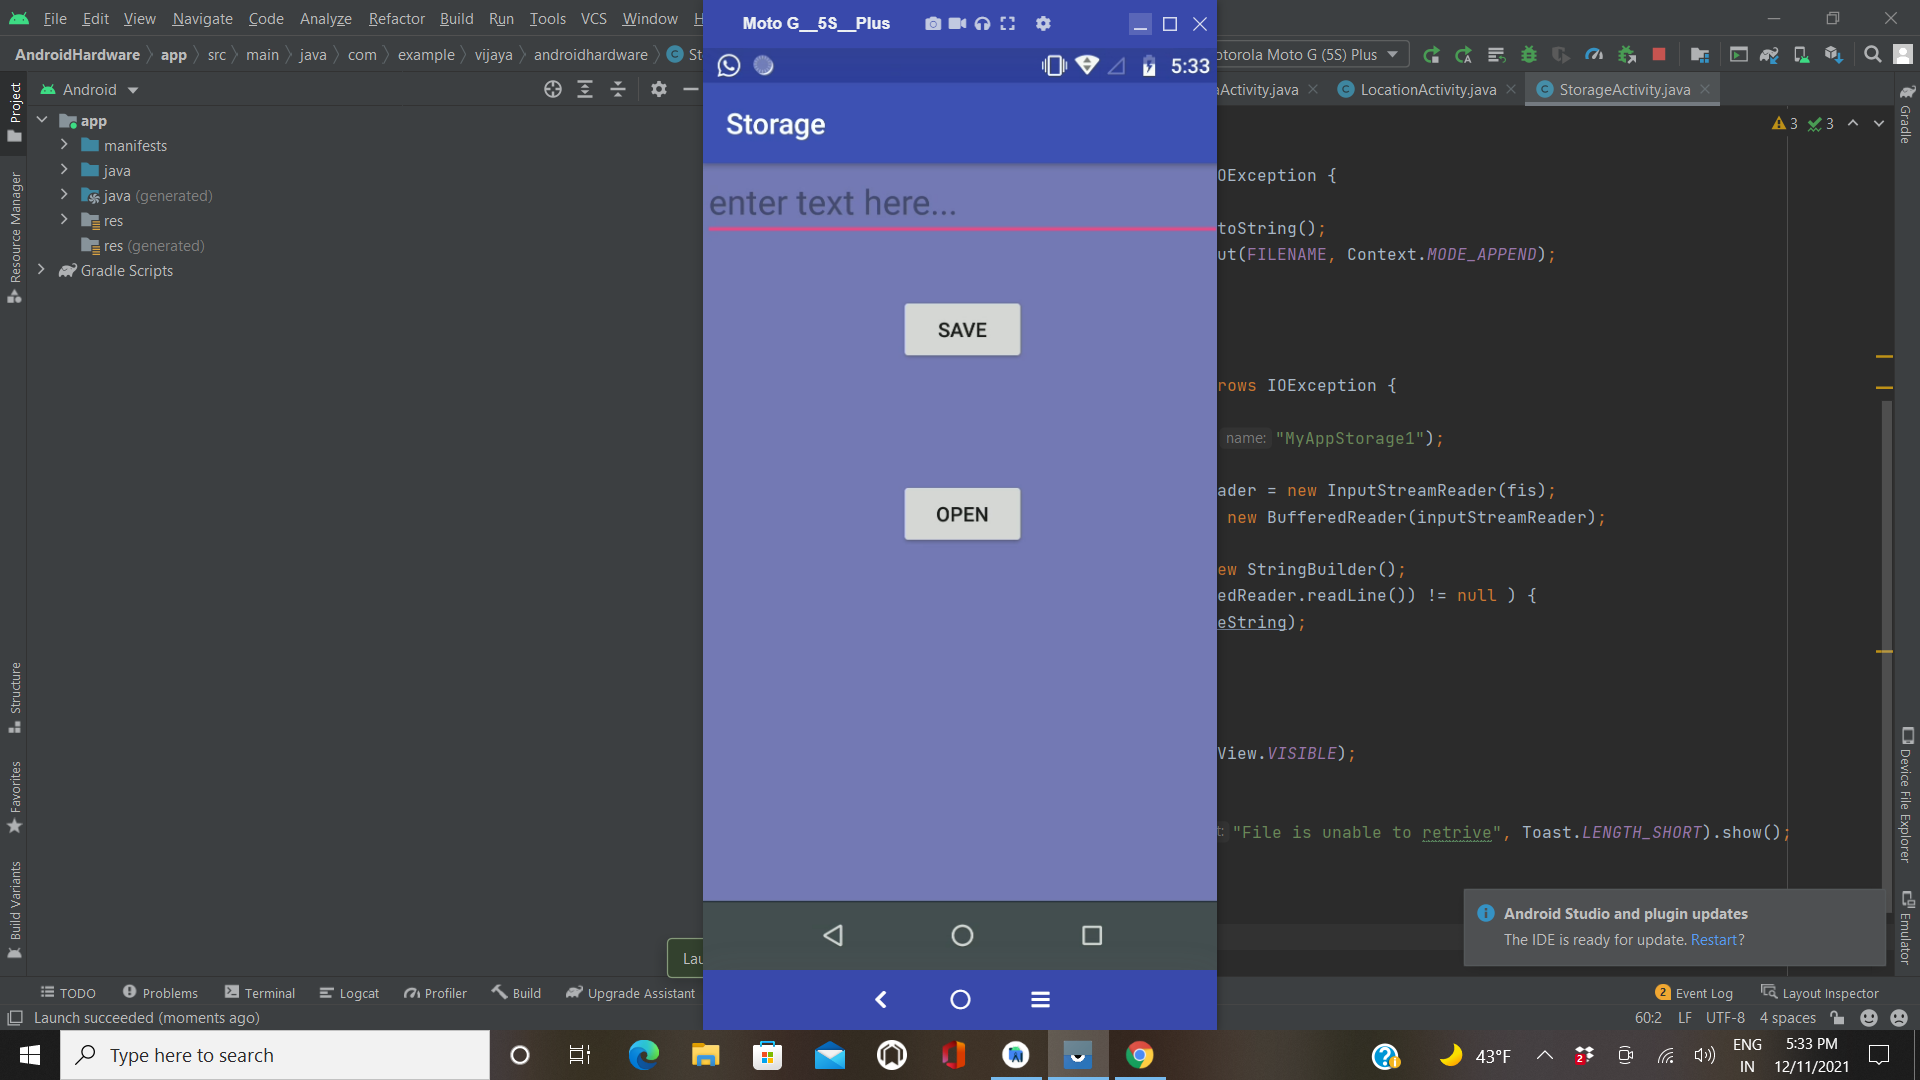 File Edit View Navigate Code Analyze Refactor Build Run Tools VCS Window H
AndroidHardware app src main java com example vijaya androidhardware St
otorola Moto G (5S) Plus
Android
app
manifests
java
java (generated)
res
res (generated)
Gradle Scripts
Project
Resource Manager
Structure
Favorites
Build Variants
Moto G__5S__Plus
5:33
Storage
enter text here...
SAVE
OPEN
aActivity.java
LocationActivity.java
StorageActivity.java
3 3
OException {
toString();
ut(FILENAME, Context.MODE_APPEND);
rows IOException {
name: "MyAppStorage1");
ader = new InputStreamReader(fis);
new BufferedReader(inputStreamReader);
ew StringBuilder();
edReader.readLine()) != null ) {
eString);
View.VISIBLE);
t: "File is unable to retrive", Toast.LENGTH_SHORT).show();
Gradle
Device File Explorer
Emulator
Android Studio and plugin updates
The IDE is ready for update. Restart?
Lau
TODO Problems Terminal Logcat Profiler Build Upgrade Assistant
2 Event Log Layout Inspector
Launch succeeded (moments ago)
60:2 LF UTF-8 4 spaces
Type here to search
2
43°F
ENG
IN
5:33 PM
12/11/2021